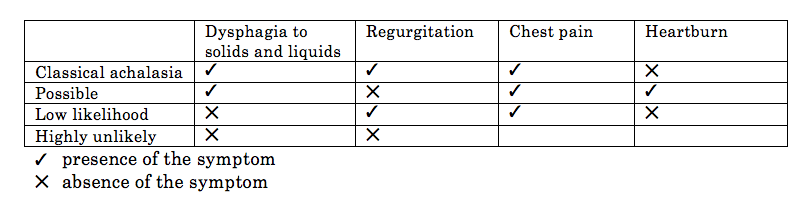 Dysphagia to solids and liquids Regurgitation Chest pain Heartburn
Classical achalasia ✓ ✓ ✓ ✕
Possible ✓ ✕ ✓ ✓
Low likelihood ✕ ✓ ✓ ✕
Highly unlikely ✕ ✕
✓ presence of the symptom
✕ absence of the symptom